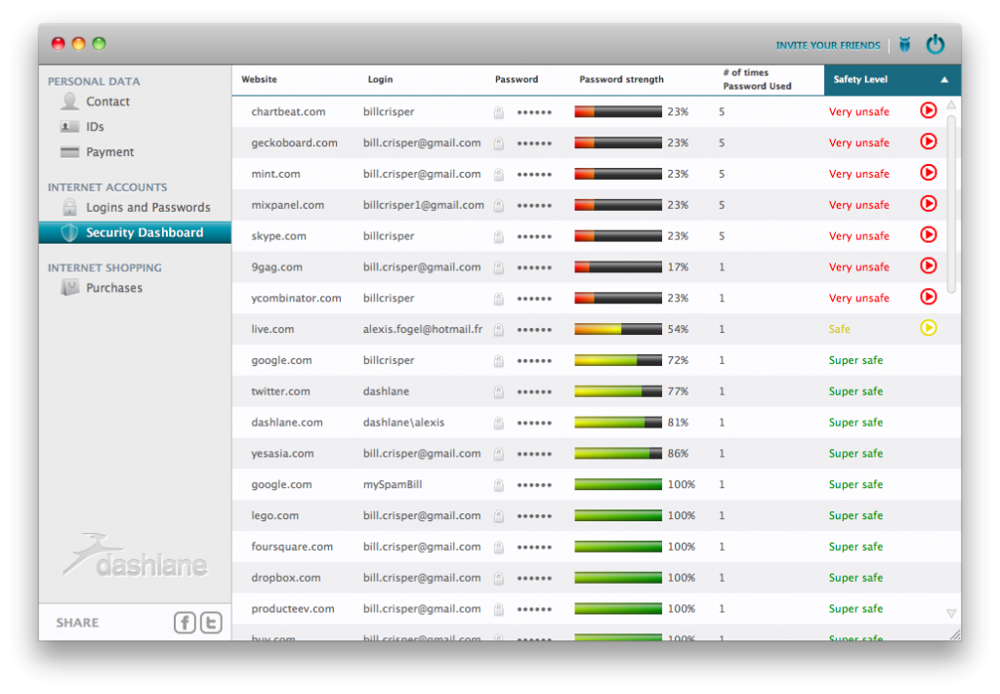 INVITE YOUR FRIENDS
PERSONAL DATA
Contact
IDs
Payment
INTERNET ACCOUNTS
Logins and Passwords
Security Dashboard
INTERNET SHOPPING
Purchases
dashlane
SHARE
Website Login Password Password strength # of times Password Used Safety Level
chartbeat.com billcrisper •••••• 23% 5 Very unsafe
geckoboard.com bill.crisper@gmail.com •••••• 23% 5 Very unsafe
mint.com bill.crisper@gmail.com •••••• 23% 5 Very unsafe
mixpanel.com billcrisper1@gmail.com •••••• 23% 5 Very unsafe
skype.com billcrisper •••••• 23% 5 Very unsafe
9gag.com bill.crisper@gmail.com •••••• 17% 1 Very unsafe
ycombinator.com billcrisper •••••• 23% 1 Very unsafe
live.com alexis.fogel@hotmail.fr •••••• 54% 1 Safe
google.com billcrisper •••••• 72% 1 Super safe
twitter.com dashlane •••••• 77% 1 Super safe
dashlane.com dashlane\alexis •••••• 81% 1 Super safe
yesasia.com bill.crisper@gmail.com •••••• 86% 1 Super safe
google.com mySpamBill •••••• 100% 1 Super safe
lego.com bill.crisper@gmail.com •••••• 100% 1 Super safe
foursquare.com bill.crisper@gmail.com •••••• 100% 1 Super safe
dropbox.com bill.crisper@gmail.com •••••• 100% 1 Super safe
producteev.com bill.crisper@gmail.com •••••• 100% 1 Super safe
buy.com bill.crisper@gmail.com •••••• 100% 1 Super safe